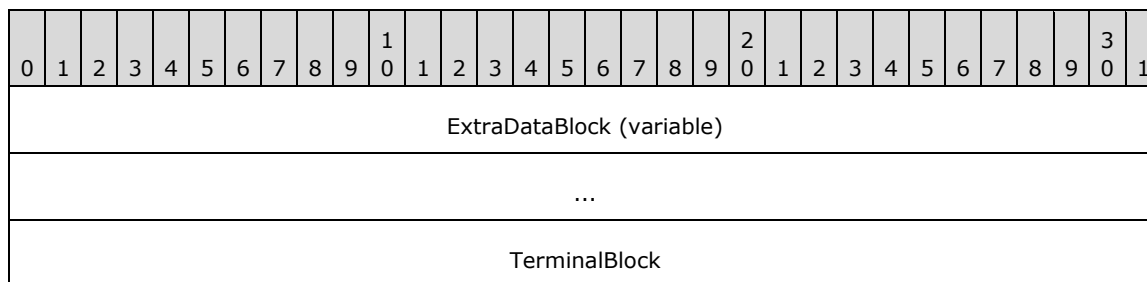 1 2 3
0 1 2 3 4 5 6 7 8 9 0 1 2 3 4 5 6 7 8 9 0 1 2 3 4 5 6 7 8 9 0 1
ExtraDataBlock (variable)
...
TerminalBlock